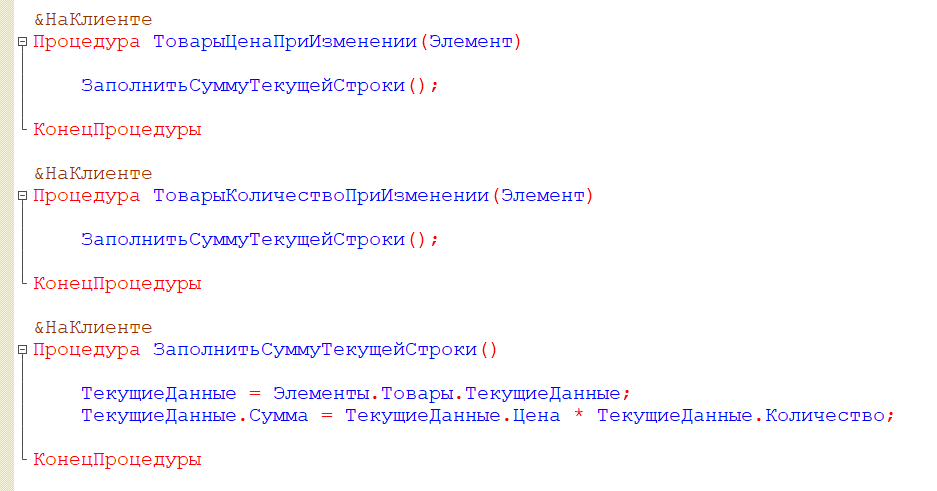 &НаКлиенте
Процедура ТоварыЦенаПриИзменении(Элемент)
ЗаполнитьСуммуТекущейСтроки();
КонецПроцедуры
&НаКлиенте
Процедура ТоварыКоличествоПриИзменении(Элемент)
ЗаполнитьСуммуТекущейСтроки();
КонецПроцедуры
&НаКлиенте
Процедура ЗаполнитьСуммуТекущейСтроки()
ТекущиеДанные = Элементы.Товары.ТекущиеДанные;
ТекущиеДанные.Сумма = ТекущиеДанные.Цена * ТекущиеДанные.Количество;
КонецПроцедуры